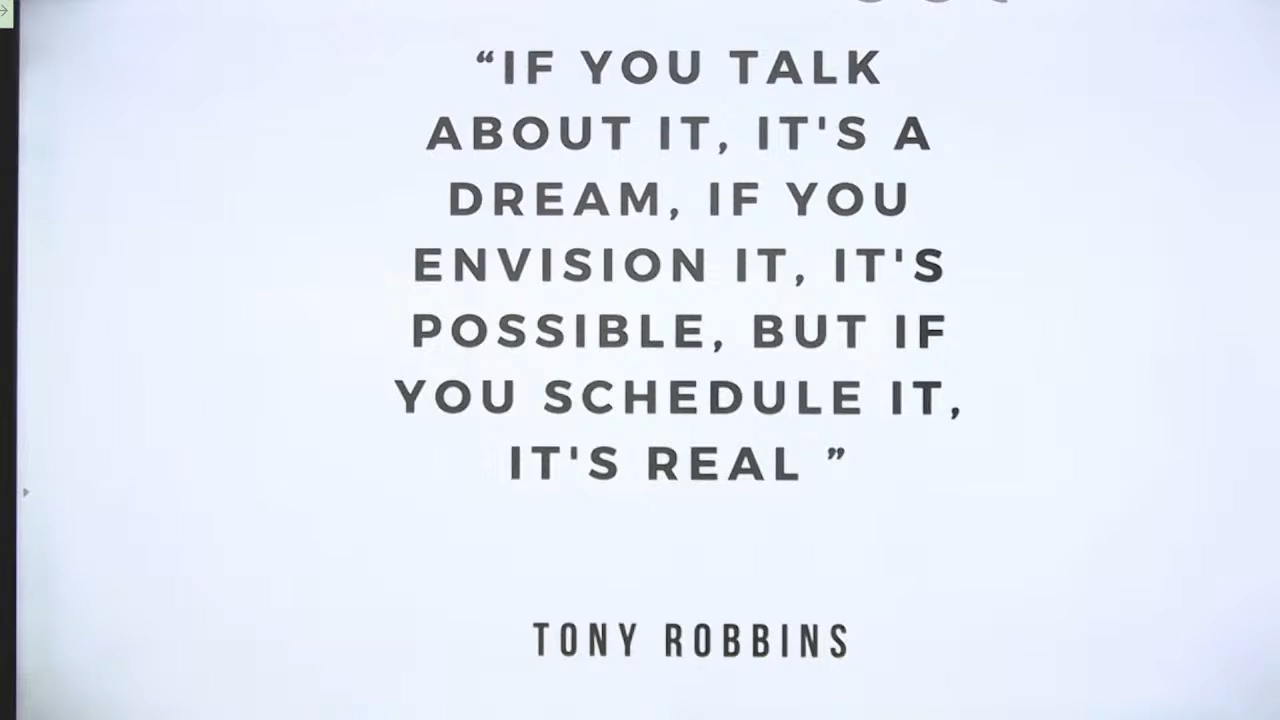 “IF YOU TALK
ABOUT IT, IT'S A
DREAM, IF YOU
ENVISION IT, IT'S
POSSIBLE, BUT IF
YOU SCHEDULE IT,
IT'S REAL ”
TONY ROBBINS